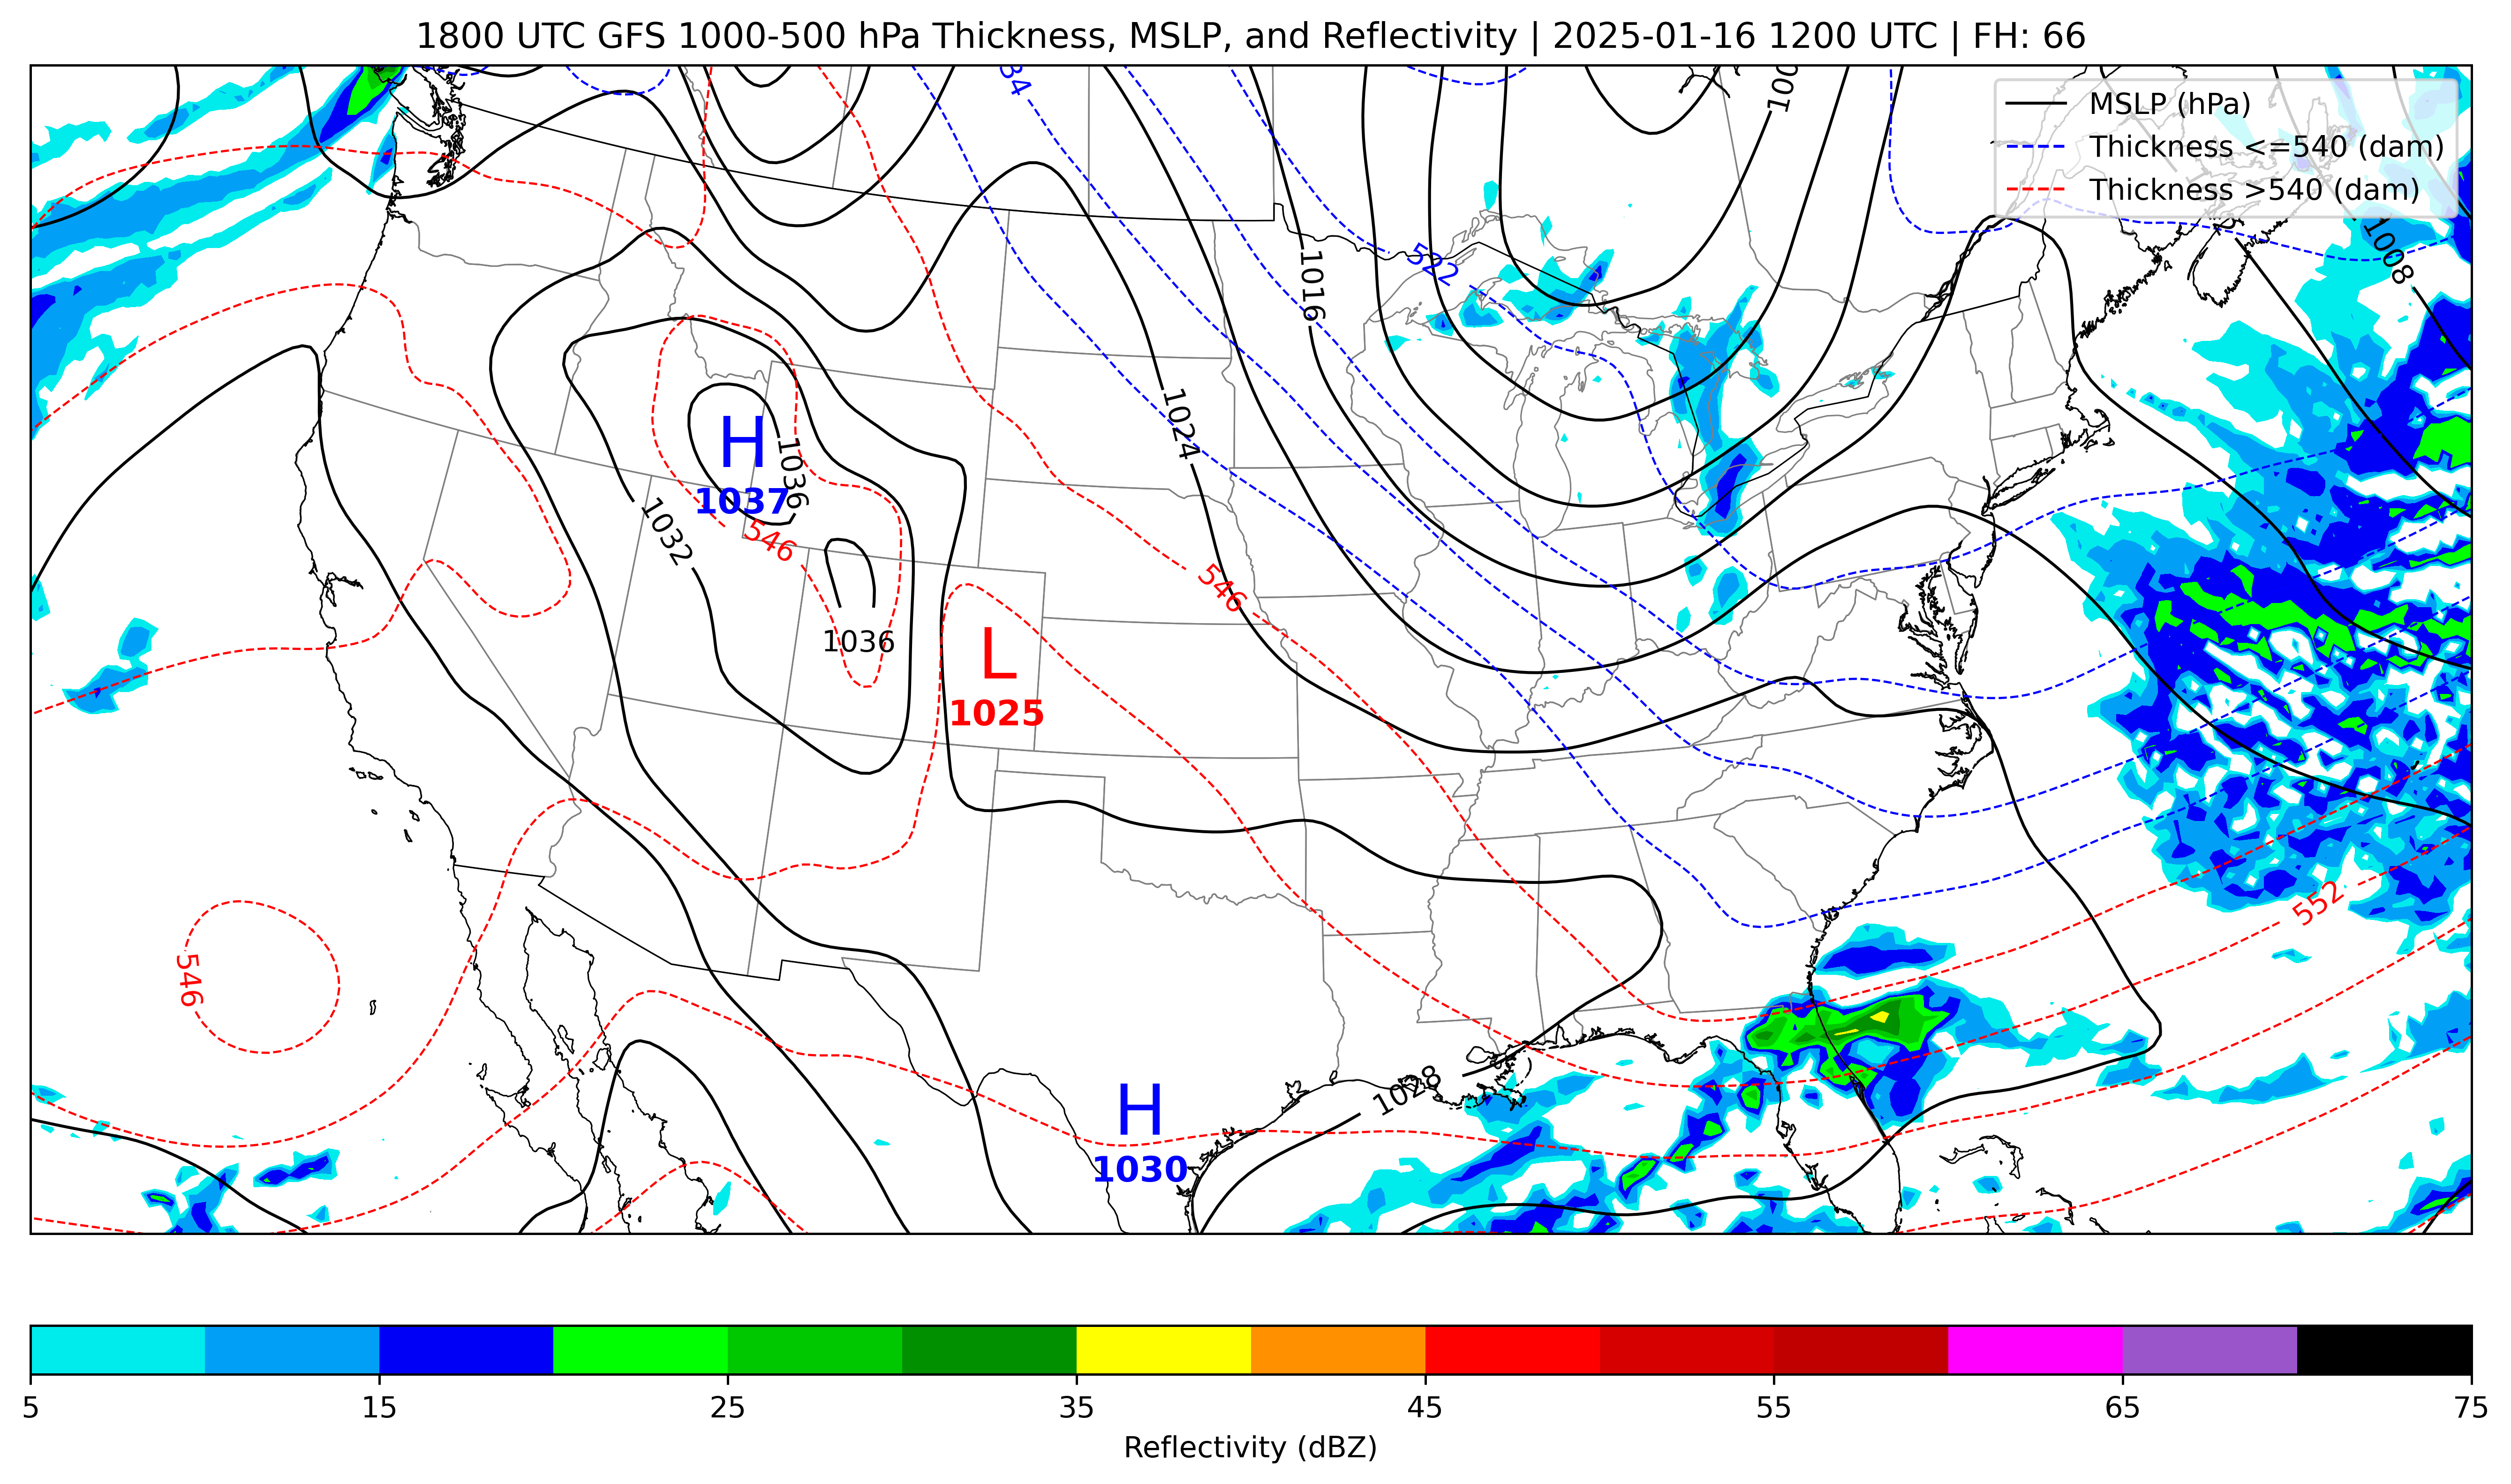 1800 UTC GFS 1000-500 hPa Thickness, MSLP, and Reflectivity | 2025-01-16 1200 UTC | FH: 66
MSLP (hPa)
Thickness <=540 (dam)
Thickness >540 (dam)
1008
522
1016
1024
H
1037
1036
1032
546
546
1036
L
1025
552
546
1028
H
1030
5
15
25
35
45
55
65
75
Reflectivity (dBZ)